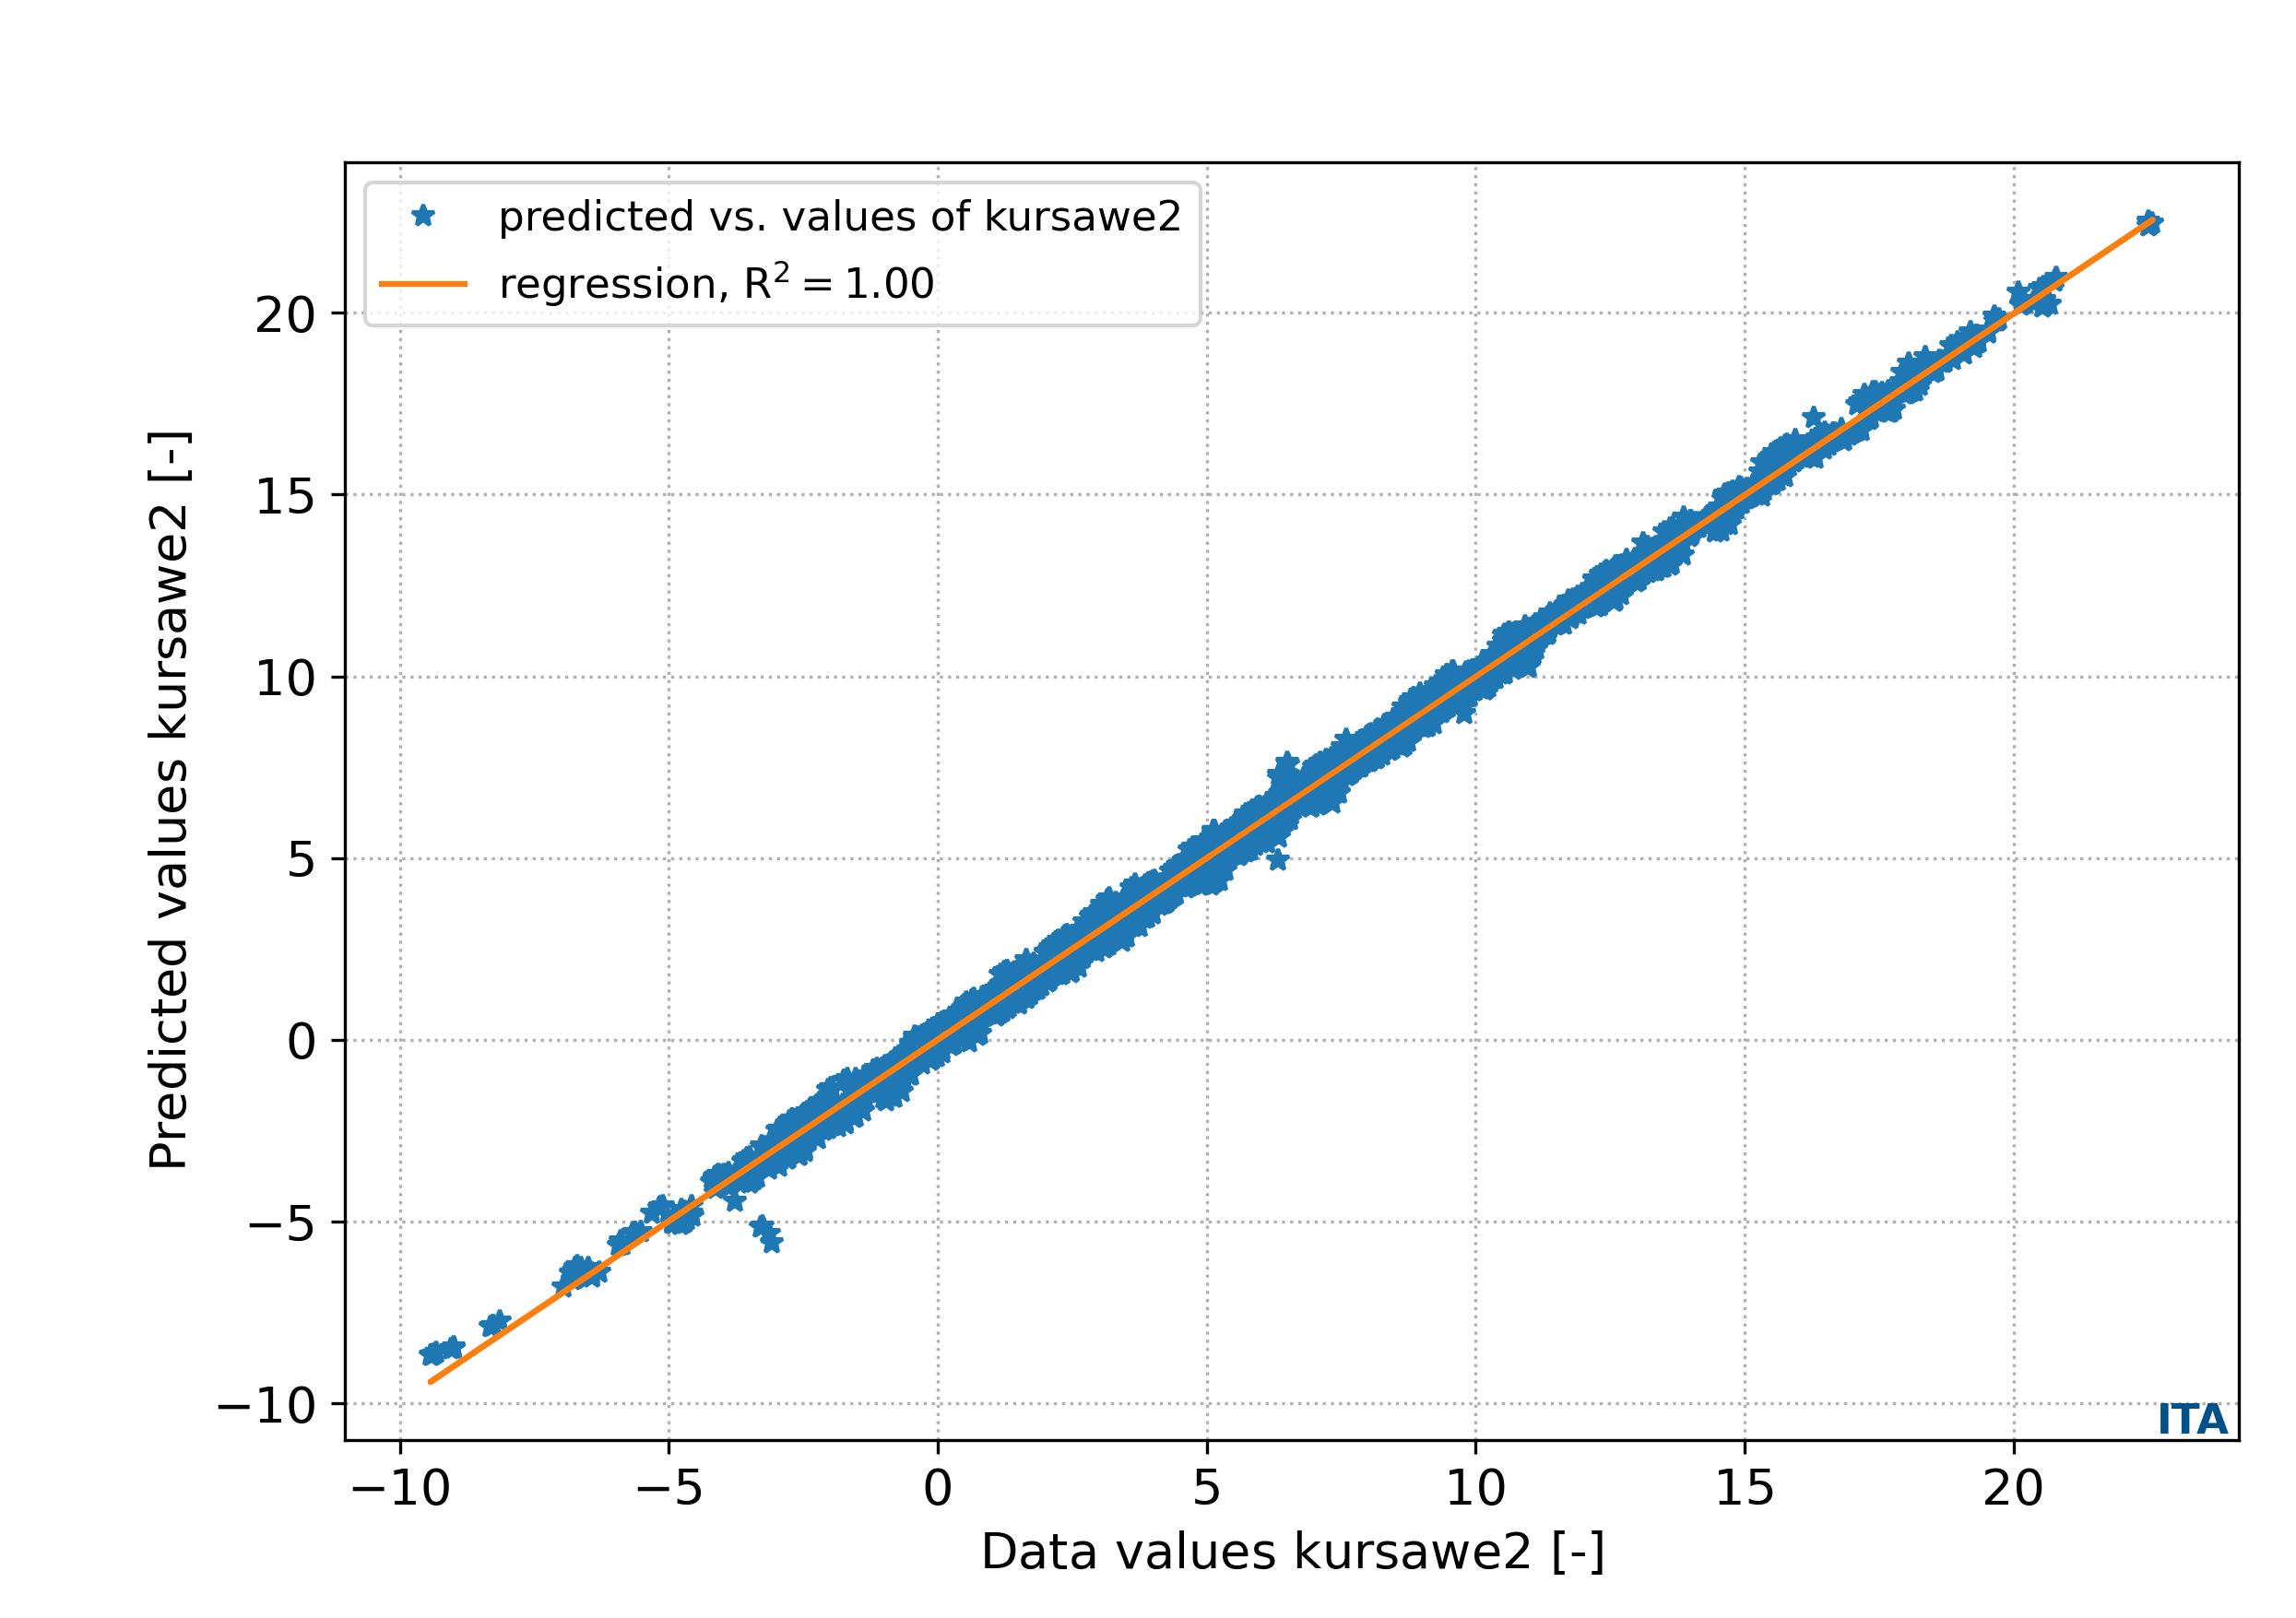 predicted vs. values of kursawe2
regression, R² = 1.00
20
15
10
5
0
−5
−10
Predicted values kursawe2 [-]
ITA
−10 −5 0 5 10 15 20
Data values kursawe2 [-]